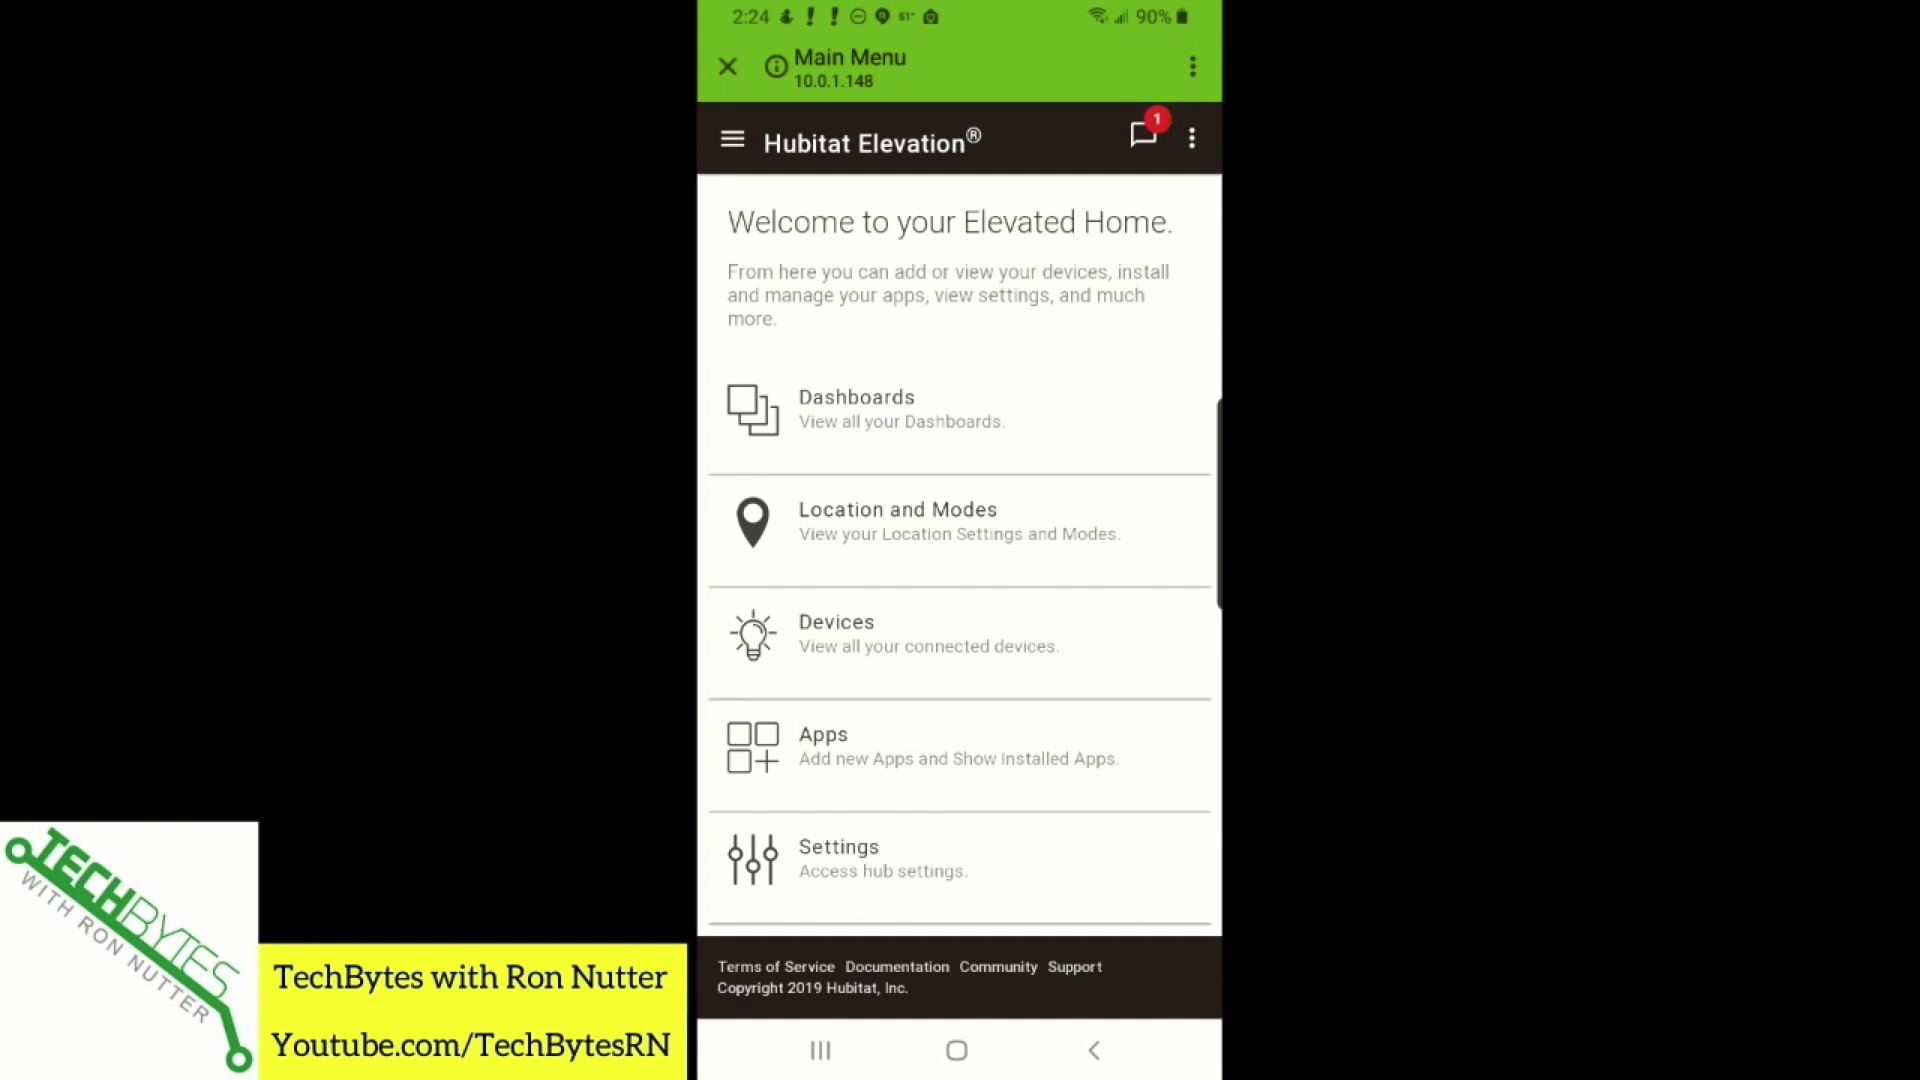 2:24
51°
90%
Main Menu
10.0.1.148
1
Hubitat Elevation®
Welcome to your Elevated Home.
From here you can add or view your devices, install
and manage your apps, view settings, and much
more.
Dashboards
View all your Dashboards.
Location and Modes
View your Location Settings and Modes.
Devices
View all your connected devices.
Apps
Add new Apps and Show Installed Apps.
Settings
Access hub settings.
Terms of Service Documentation Community Support
Copyright 2019 Hubitat, Inc.
TECHBYTES
WITH RON NUTTER
TechBytes with Ron Nutter
Youtube.com/TechBytesRN